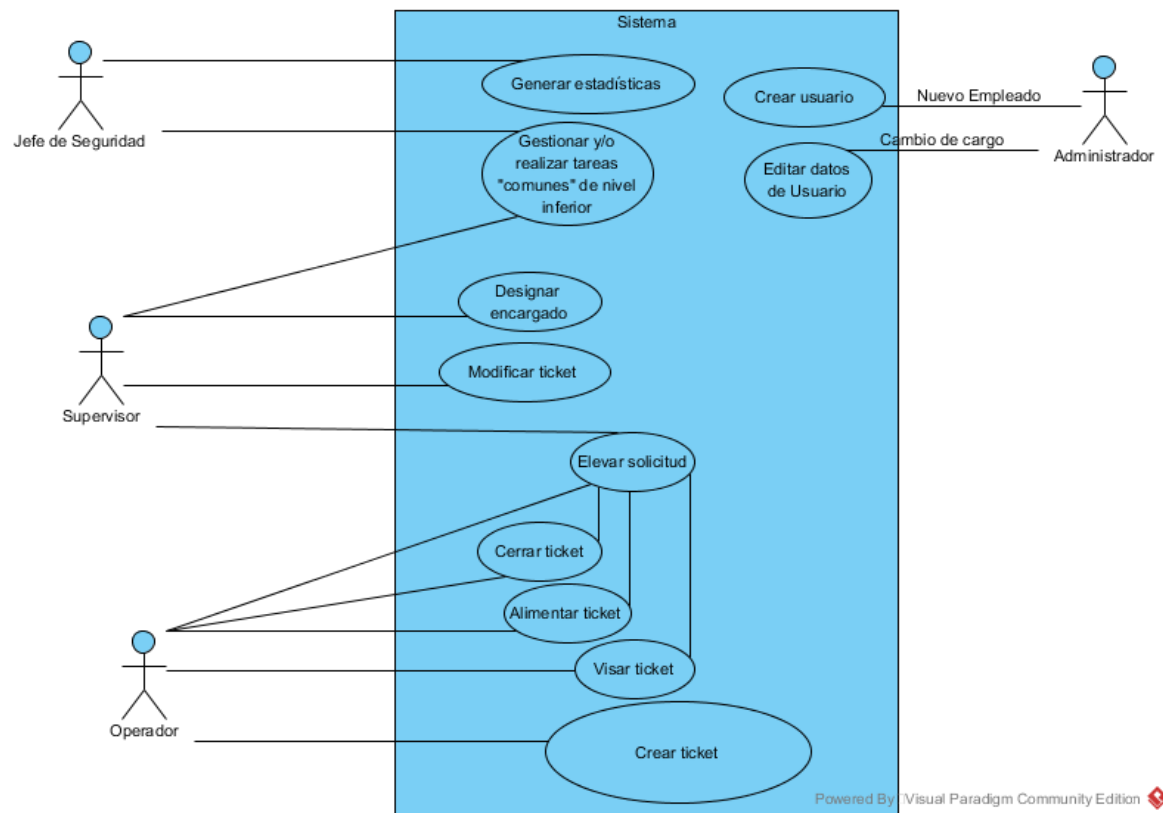 Sistema
Jefe de Seguridad
Generar estadísticas
Gestionar y/o
realizar tareas
"comunes" de nivel
inferior
Crear usuario
Nuevo Empleado
Cambio de cargo
Editar datos
de Usuario
Administrador
Designar
encargado
Modificar ticket
Supervisor
Elevar solicitud
Cerrar ticket
Alimentar ticket
Visar ticket
Operador
Crear ticket
Powered By Visual Paradigm Community Edition